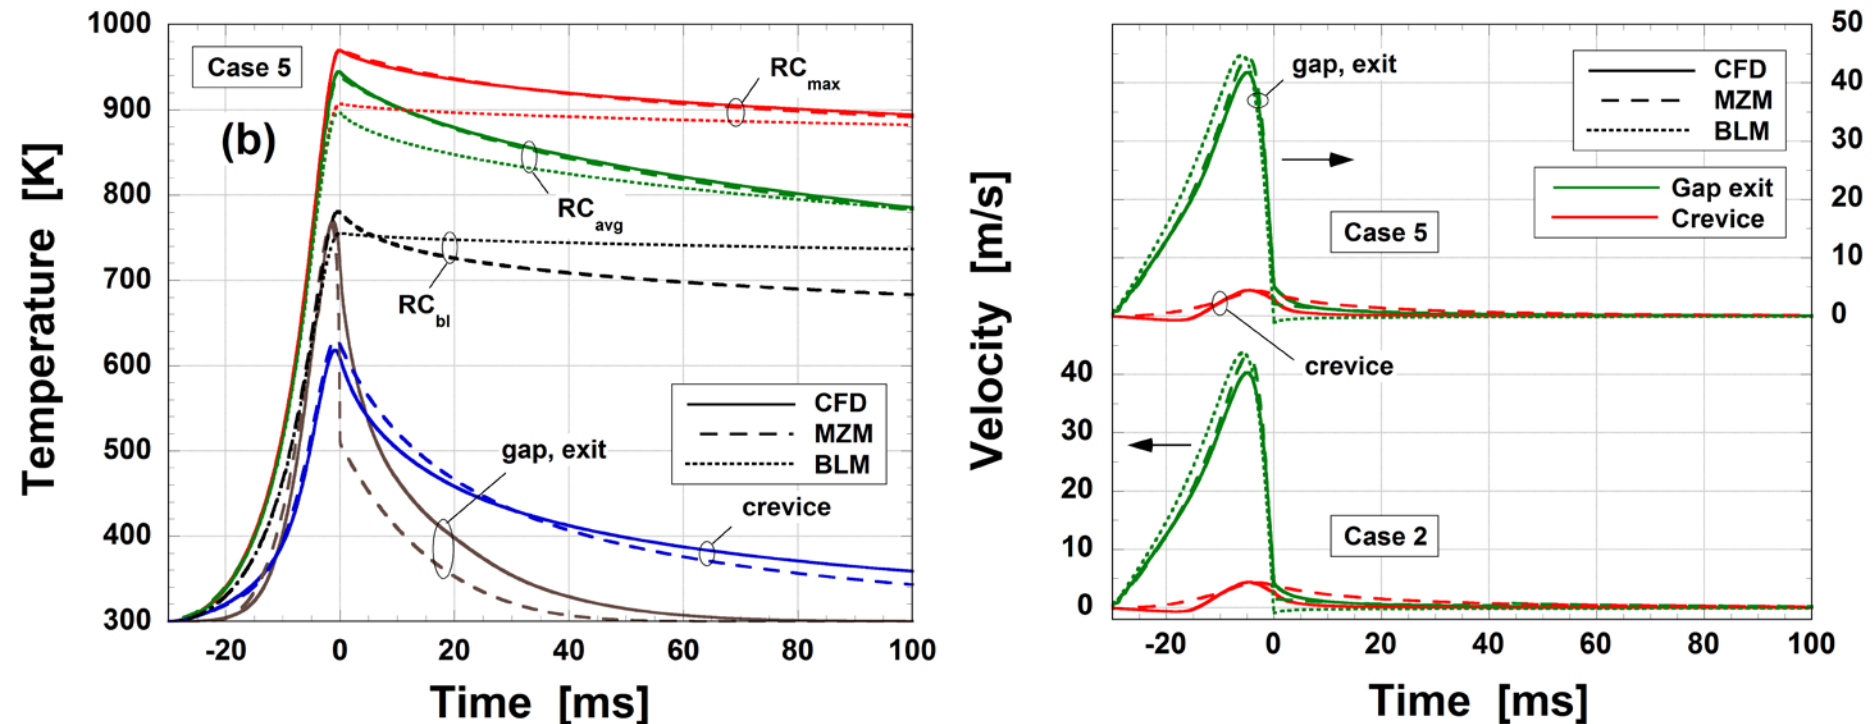 1000
900
800
700
600
500
400
300
Temperature [K]
Case 5
(b)
RCmax
RCavg
RCbl
gap, exit
crevice
CFD
MZM
BLM
-20 0 20 40 60 80 100
Time [ms]
Velocity [m/s]
40
30
20
10
0
50
40
30
20
10
0
gap, exit
CFD
MZM
BLM
Gap exit
Crevice
Case 5
crevice
Case 2
-20 0 20 40 60 80 100
Time [ms]